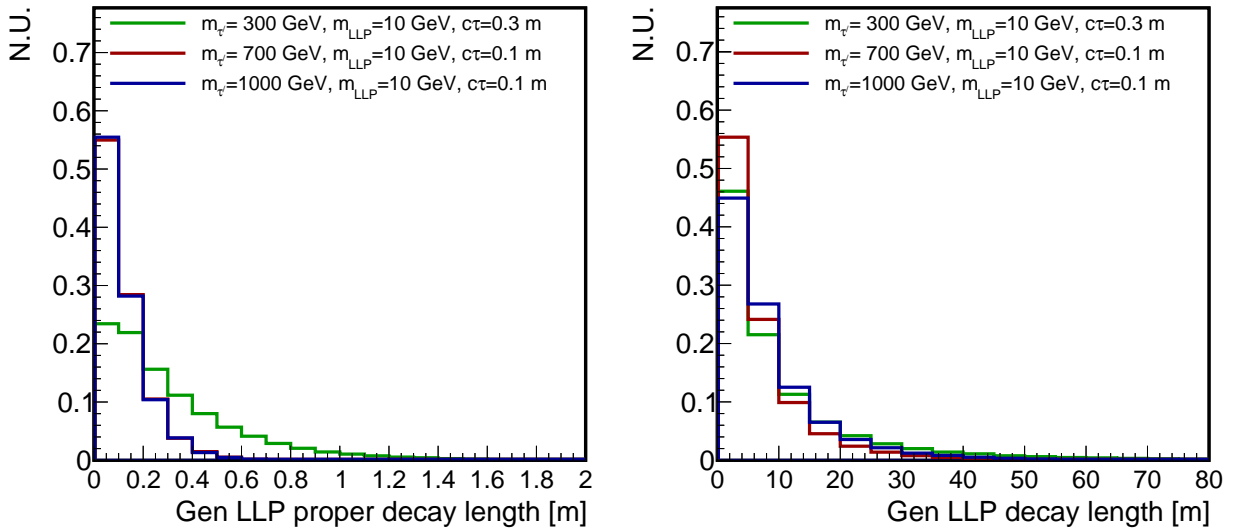 N.U.
m_τ'= 300 GeV, m_LLP=10 GeV, cτ=0.3 m
m_τ'= 700 GeV, m_LLP=10 GeV, cτ=0.1 m
m_τ'=1000 GeV, m_LLP=10 GeV, cτ=0.1 m
0.7
0.6
0.5
0.4
0.3
0.2
0.1
0
0 0.2 0.4 0.6 0.8 1.0 1.2 1.4 1.6 1.8 2
Gen LLP proper decay length [m]
N.U.
m_τ'= 300 GeV, m_LLP=10 GeV, cτ=0.3 m
m_τ'= 700 GeV, m_LLP=10 GeV, cτ=0.1 m
m_τ'=1000 GeV, m_LLP=10 GeV, cτ=0.1 m
0.7
0.6
0.5
0.4
0.3
0.2
0.1
0
0 10 20 30 40 50 60 70 80
Gen LLP decay length [m]